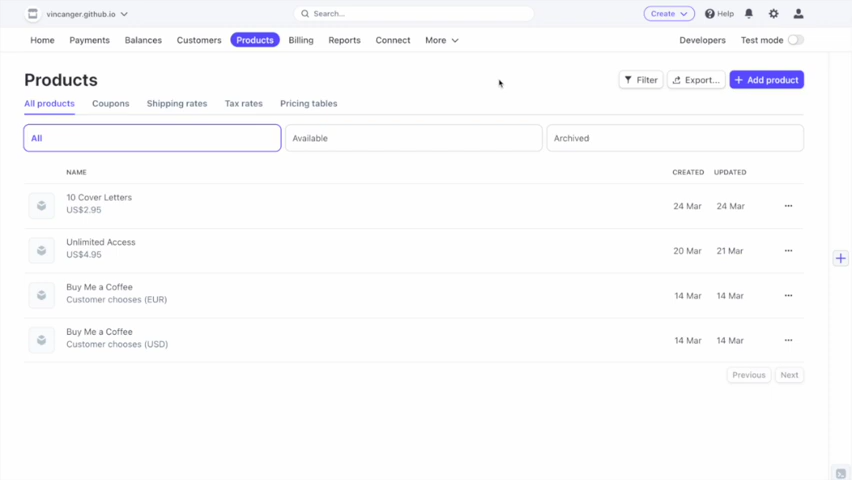 vincanger.github.io
Search...
Create
Help
Home Payments Balances Customers Products Billing Reports Connect More
Developers Test mode
Products
Filter Export... + Add product
All products Coupons Shipping rates Tax rates Pricing tables
All Available Archived
NAME CREATED UPDATED
10 Cover Letters
US$2.95
24 Mar 24 Mar
Unlimited Access
US$4.95
20 Mar 21 Mar
Buy Me a Coffee
Customer chooses (EUR)
14 Mar 14 Mar
Buy Me a Coffee
Customer chooses (USD)
14 Mar 14 Mar
Previous Next